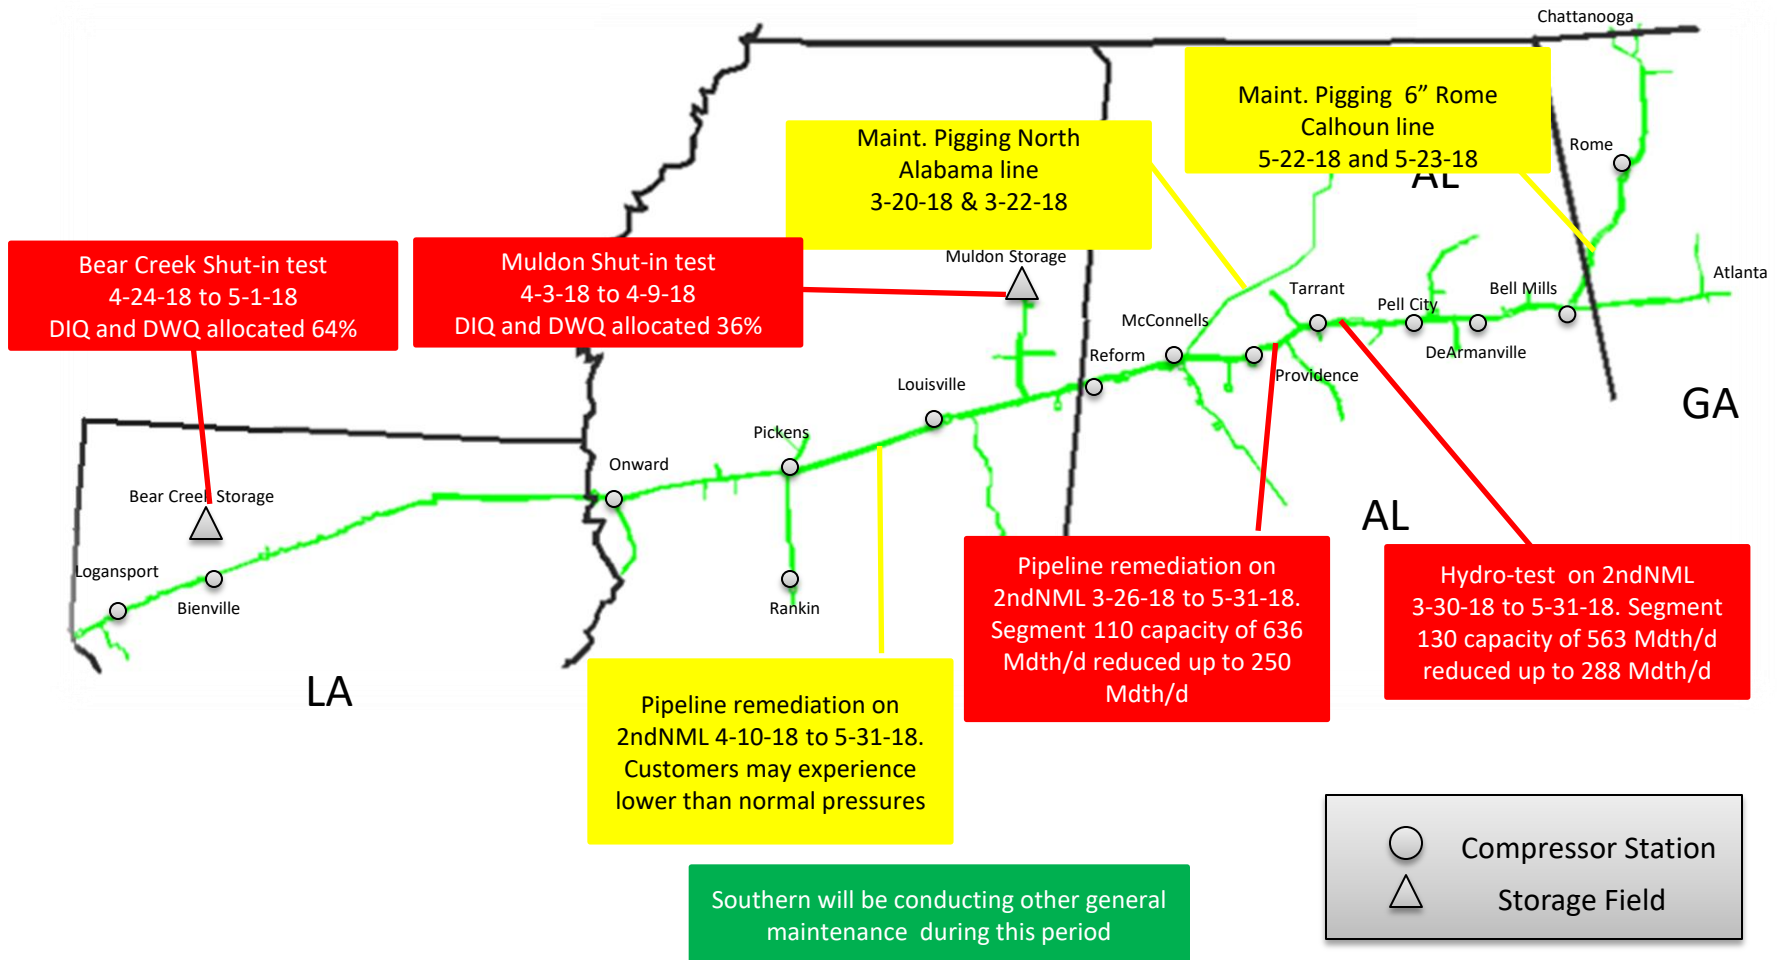 Chattanooga
Maint. Pigging 6” Rome
Calhoun line
5-22-18 and 5-23-18
Maint. Pigging North
Alabama line
3-20-18 & 3-22-18
Rome
AL
Bear Creek Shut-in test
4-24-18 to 5-1-18
DIQ and DWQ allocated 64%
Muldon Shut-in test
4-3-18 to 4-9-18
DIQ and DWQ allocated 36%
Muldon Storage
Atlanta
Bell Mills
Tarrant
Pell City
McConnells
DeArmanville
Reform
Providence
Louisville
GA
Pickens
Onward
Bear Creek Storage
AL
Logansport
Bienville
Rankin
LA
Pipeline remediation on
2ndNML 3-26-18 to 5-31-18.
Segment 110 capacity of 636
Mdth/d reduced up to 250
Mdth/d
Hydro-test on 2ndNML
3-30-18 to 5-31-18. Segment
130 capacity of 563 Mdth/d
reduced up to 288 Mdth/d
Pipeline remediation on
2ndNML 4-10-18 to 5-31-18.
Customers may experience
lower than normal pressures
Compressor Station
Storage Field
Southern will be conducting other general
maintenance during this period